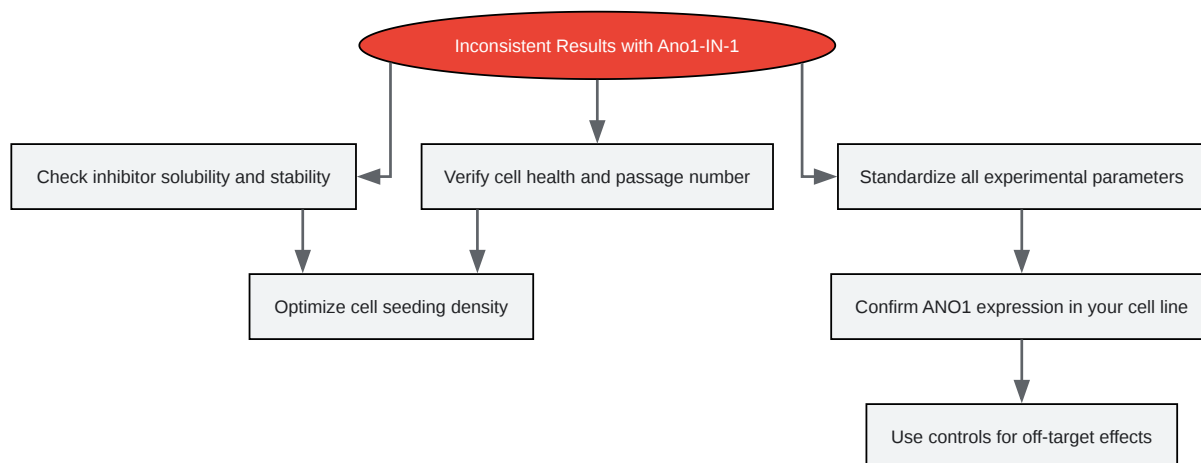 Inconsistent Results with Ano1-IN-1
Check inhibitor solubility and stability
Verify cell health and passage number
Standardize all experimental parameters
Optimize cell seeding density
Confirm ANO1 expression in your cell line
Use controls for off-target effects